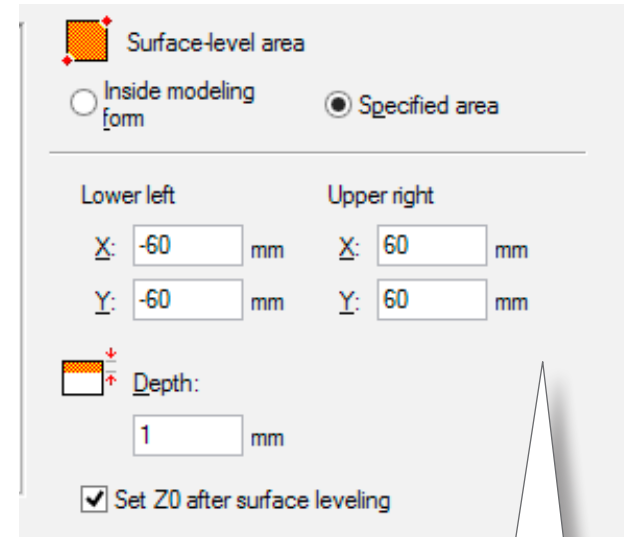 Surface-level area
Inside modeling
form
Specified area
Lower left Upper right
X: -60 mm X: 60 mm
Y: -60 mm Y: 60 mm
Depth:
1 mm
Set Z0 after surface leveling